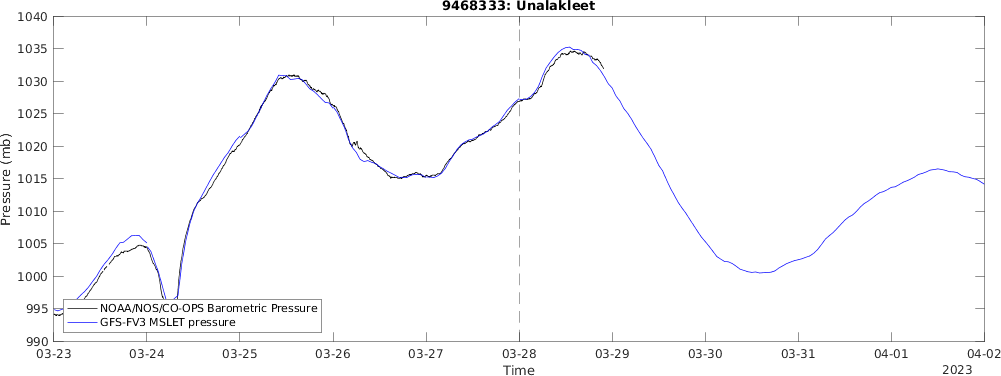 9468333: Unalakleet
Pressure (mb)
1040
1035
1030
1025
1020
1015
1010
1005
1000
995
990
NOAA/NOS/CO-OPS Barometric Pressure
GFS-FV3 MSLET pressure
03-23 03-24 03-25 03-26 03-27 03-28 03-29 03-30 03-31 04-01 04-02
Time
2023